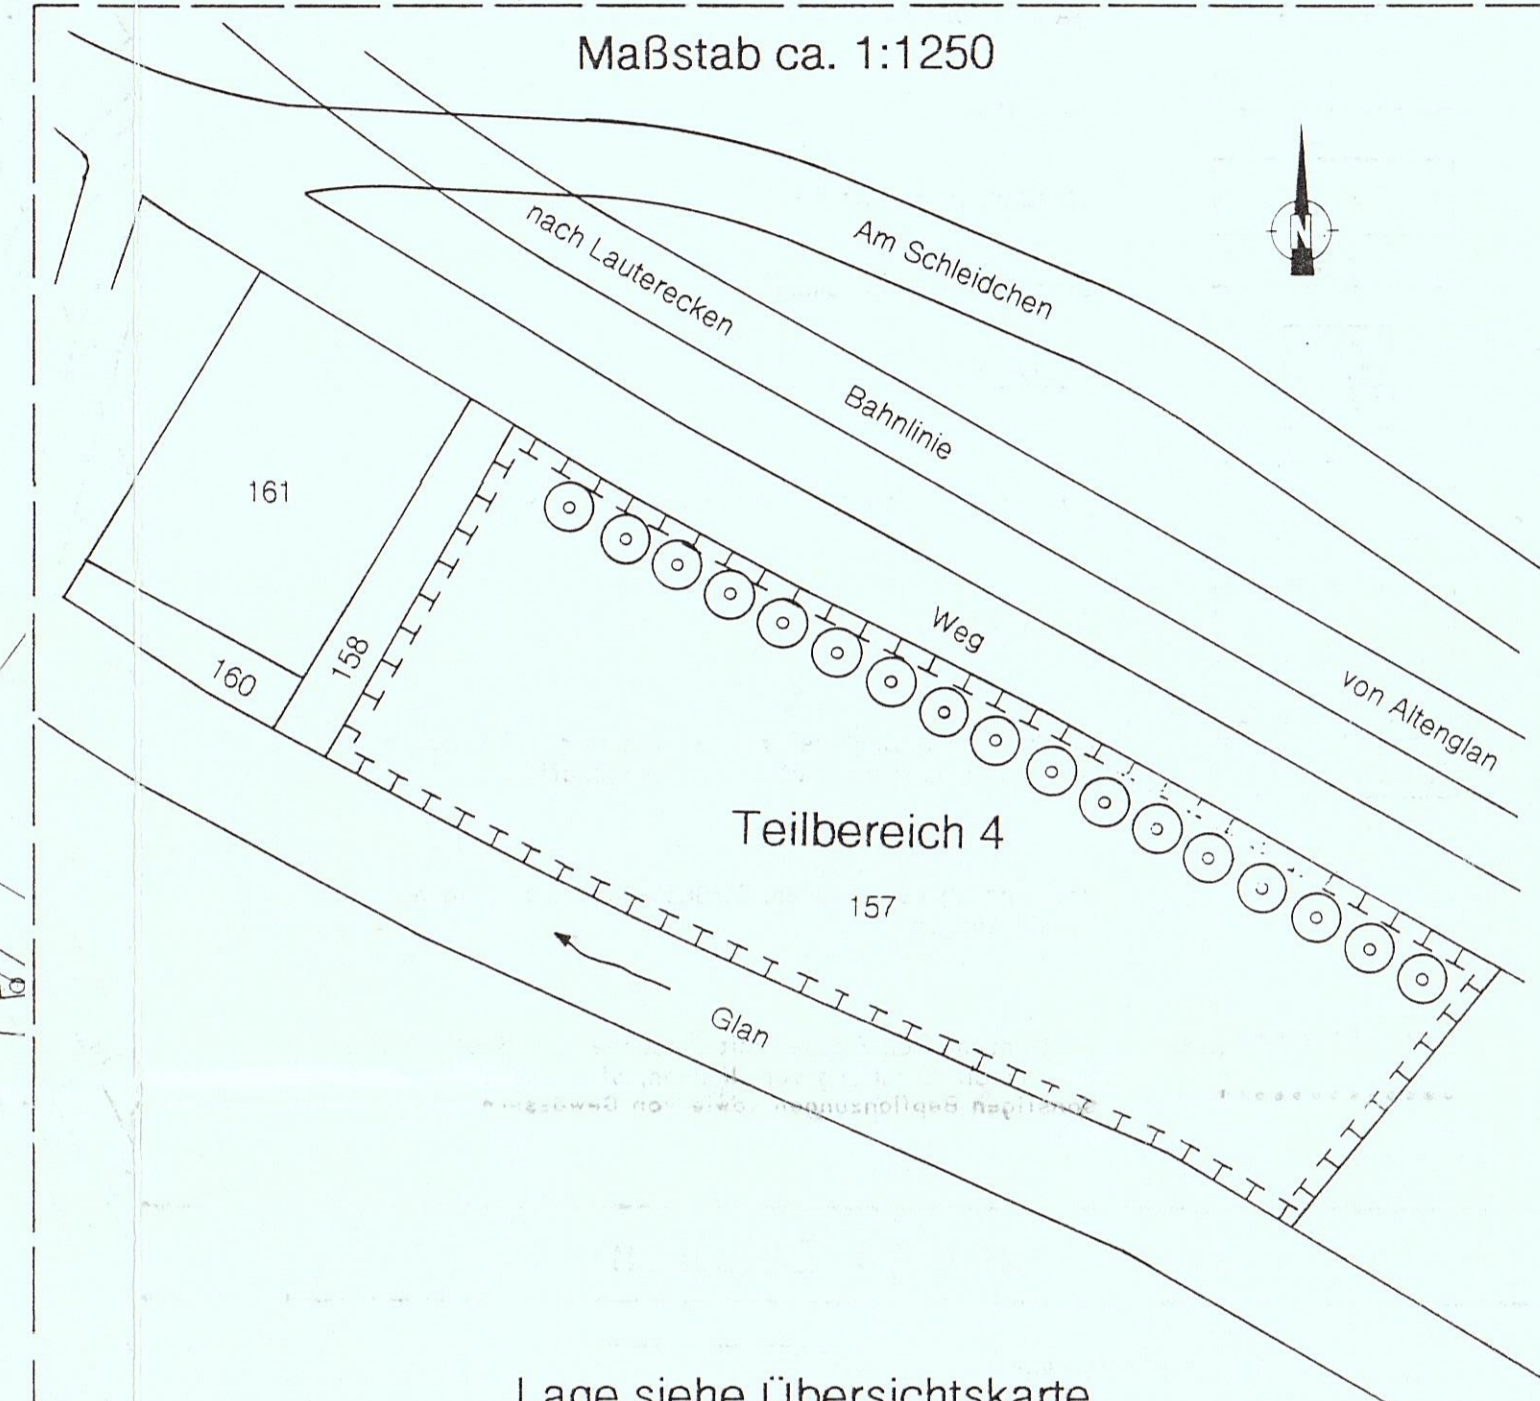 Maßstab ca. 1:1250
N
Am Schleidchen
nach Lauterecken
Bahnlinie
161
Weg
158
160
von Altenglan
Teilbereich 4
157
Glan
Lage siehe Übersichtskarte